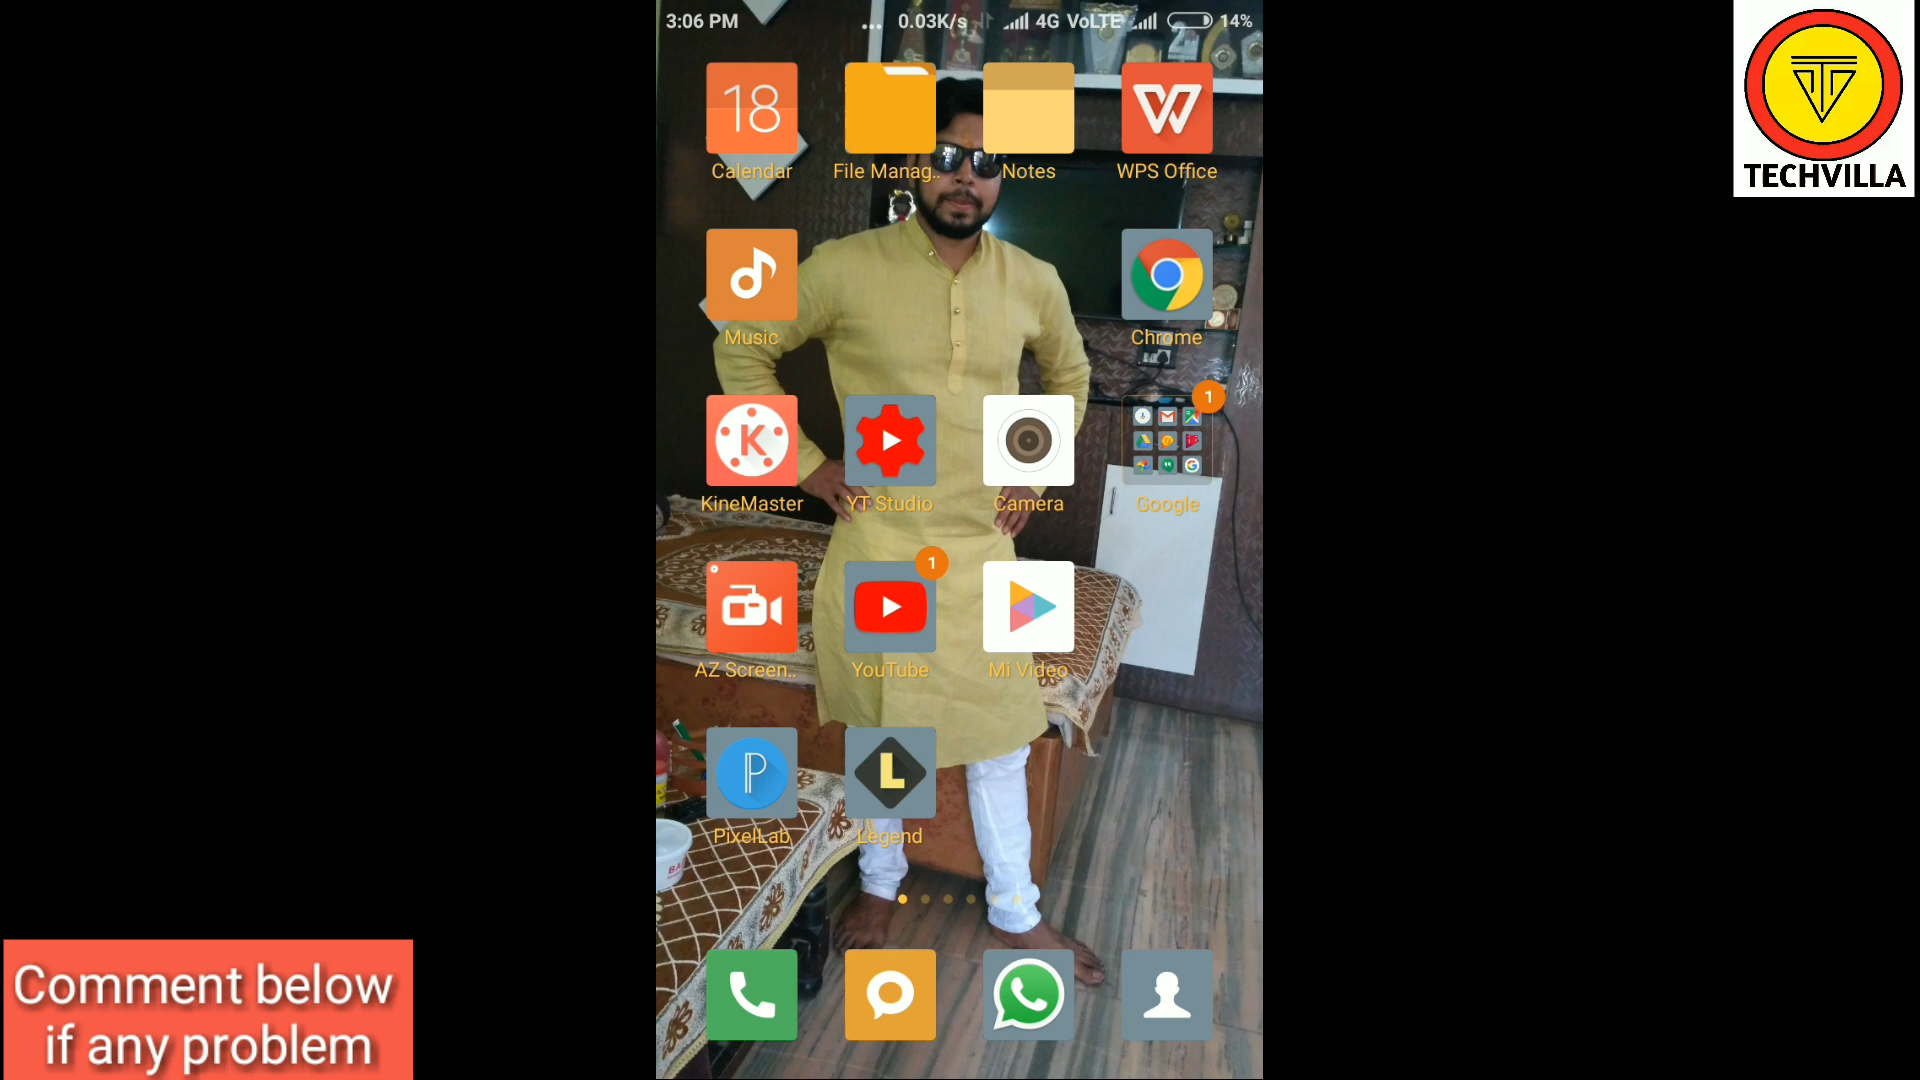 3:06 PM ... 0.03K/s 4G VoLTE 14%
18
Calendar File Manag.. Notes WPS Office
Music Chrome
1
KineMaster YT Studio Camera Google
1
AZ Screen.. YouTube Mi Video
L
PixelLab Legend
TECHVILLA
Comment below
if any problem